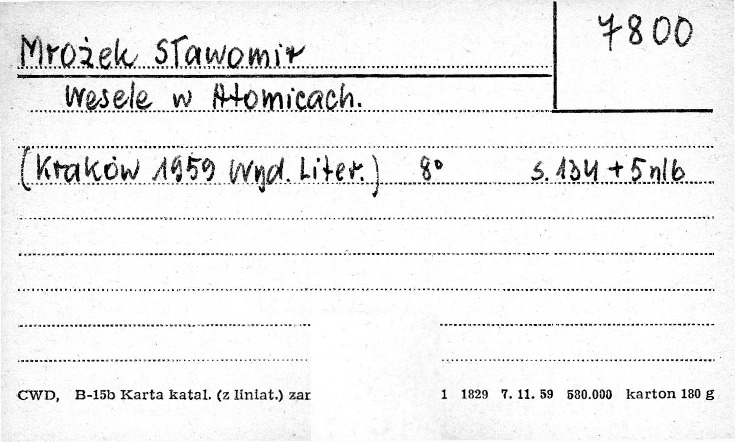 7800
Mrożek Sławomir
Wesele w Atomicach.
(Kraków 1959 Wyd. Liter.) 8° s. 134 + 5 nlb
CWD, B-15b Karta katal. (z liniat.) zar 1 1829 7. 11. 59 580.000 karton 180 g